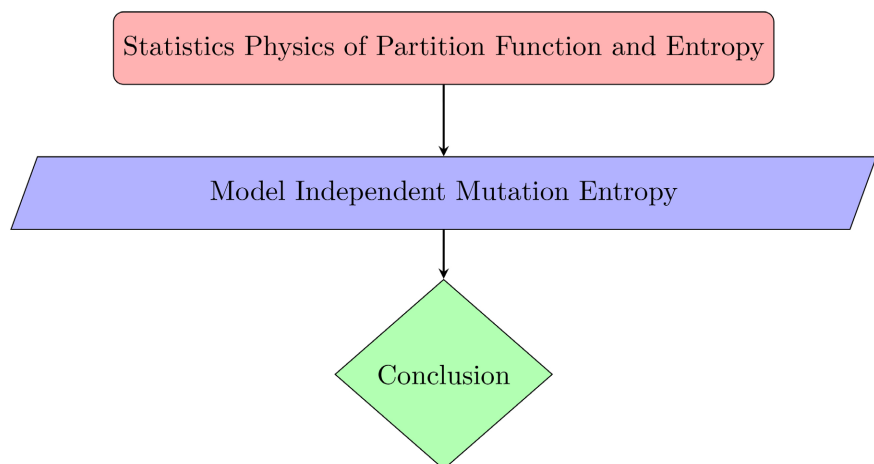 Statistics Physics of Partition Function and Entropy
Model Independent Mutation Entropy
Conclusion